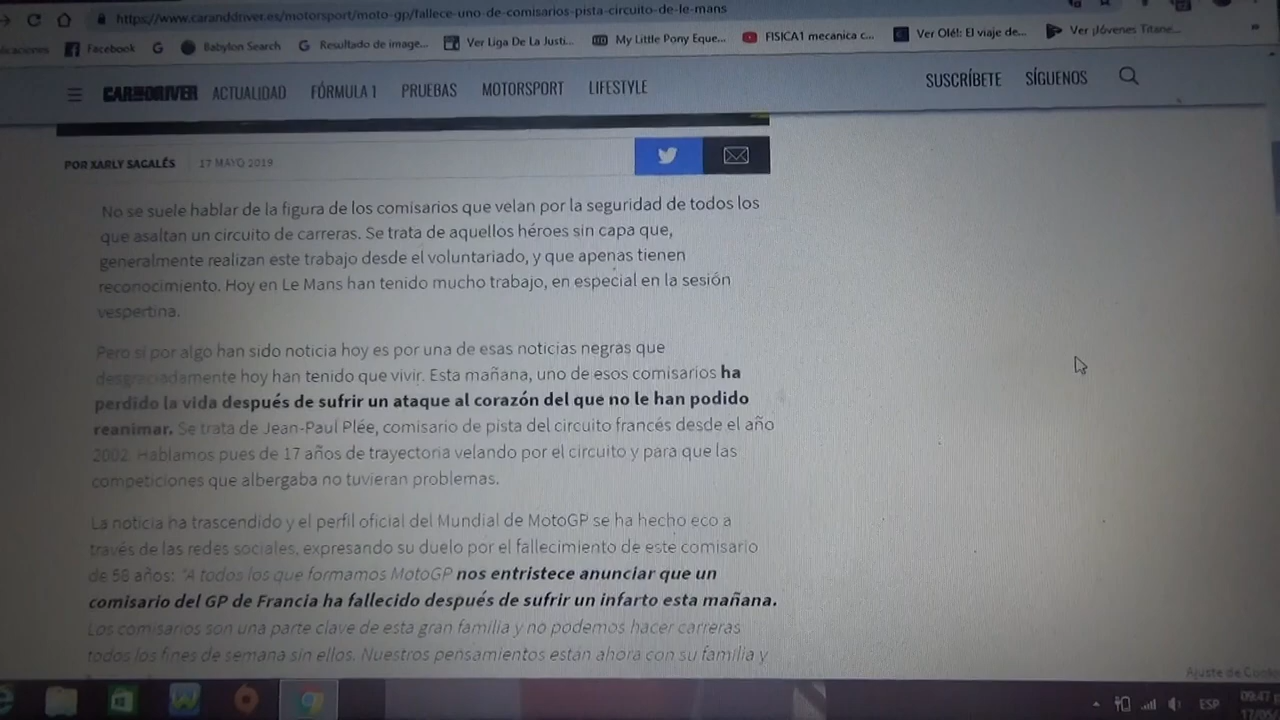 https://www.caranddriver.es/motorsport/moto-gp/fallece-uno-de-comisarios-pista-circuito-de-le-mans
Facebook G Babylon Search G Resultado de image... Ver Liga De La Justi... My Little Pony Eque... FISICA1 mecanica c... Ver Olé!: El viaje de... Ver ¡Jóvenes Titane... »
CAR AND DRIVER ACTUALIDAD FÓRMULA 1 PRUEBAS MOTORSPORT LIFESTYLE SUSCRÍBETE SÍGUENOS
POR XARLY SAGALÉS 17 MAYO 2019
No se suele hablar de la figura de los comisarios que velan por la seguridad de todos los
que asaltan un circuito de carreras. Se trata de aquellos héroes sin capa que,
generalmente realizan este trabajo desde el voluntariado, y que apenas tienen
reconocimiento. Hoy en Le Mans han tenido mucho trabajo, en especial en la sesión
vespertina.
Pero si por algo han sido noticia hoy es por una de esas noticias negras que
desgraciadamente hoy han tenido que vivir. Esta mañana, uno de esos comisarios ha
perdido la vida después de sufrir un ataque al corazón del que no le han podido
reanimar. Se trata de Jean-Paul Plée, comisario de pista del circuito francés desde el año
2002. Hablamos pues de 17 años de trayectoria velando por el circuito y para que las
competiciones que albergaba no tuvieran problemas.
La noticia ha trascendido y el perfil oficial del Mundial de MotoGP se ha hecho eco a
través de las redes sociales, expresando su duelo por el fallecimiento de este comisario
de 58 años: "A todos los que formamos MotoGP nos entristece anunciar que un
comisario del GP de Francia ha fallecido después de sufrir un infarto esta mañana.
Los comisarios son una parte clave de esta gran familia y no podemos hacer carreras
todos los fines de semana sin ellos. Nuestros pensamientos están ahora con su familia y
Ajuste de
ESP 09:47